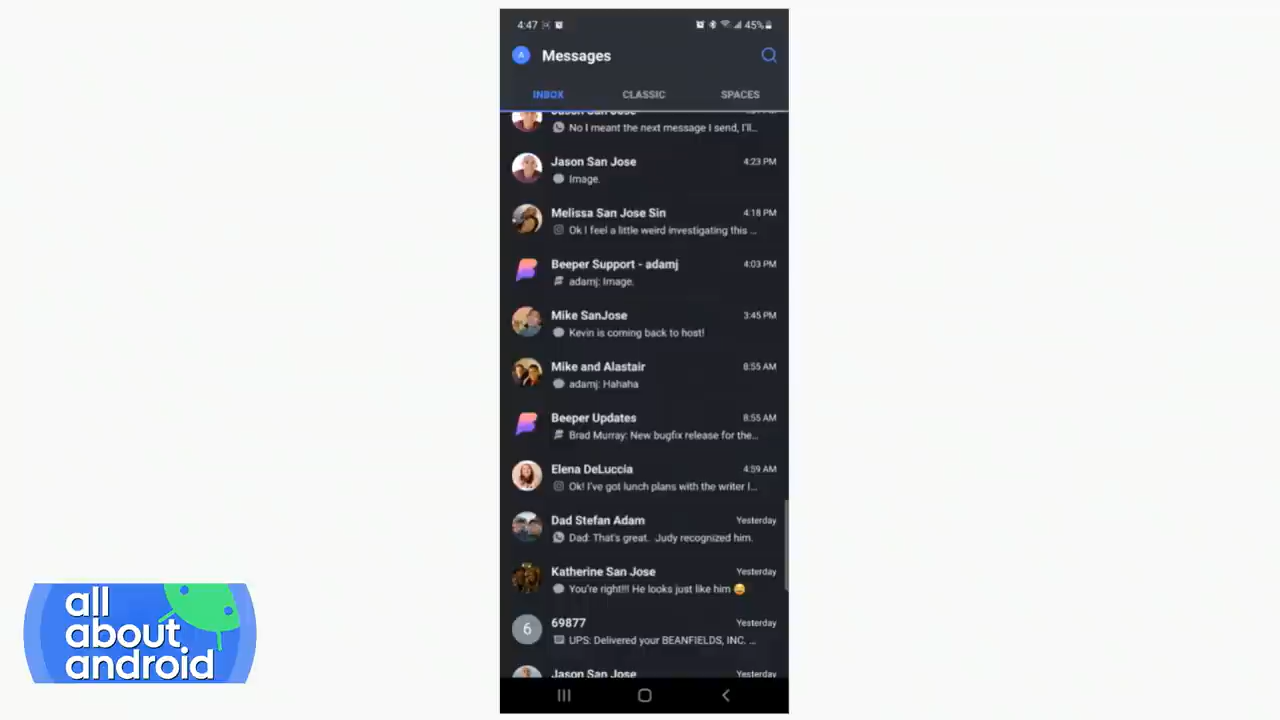 4:47
45%
A
Messages
INBOX
CLASSIC
SPACES
Jason San Jose
No I meant the next message I send, I'll...
Jason San Jose
4:23 PM
Image.
Melissa San Jose Sin
4:18 PM
Ok I feel a little weird investigating this ...
Beeper Support - adamj
4:03 PM
adamj: Image.
Mike SanJose
3:45 PM
Kevin is coming back to host!
Mike and Alastair
8:55 AM
adamj: Hahaha
Beeper Updates
8:55 AM
Brad Murray: New bugfix release for the...
Elena DeLuccia
4:59 AM
Ok! I've got lunch plans with the writer I...
Dad Stefan Adam
Yesterday
Dad: That's great. Judy recognized him.
Katherine San Jose
Yesterday
You're right!!! He looks just like him 😄
6
69877
Yesterday
UPS: Delivered your BEANFIELDS, INC. ...
Jason San Jose
Yesterday
all
about
android